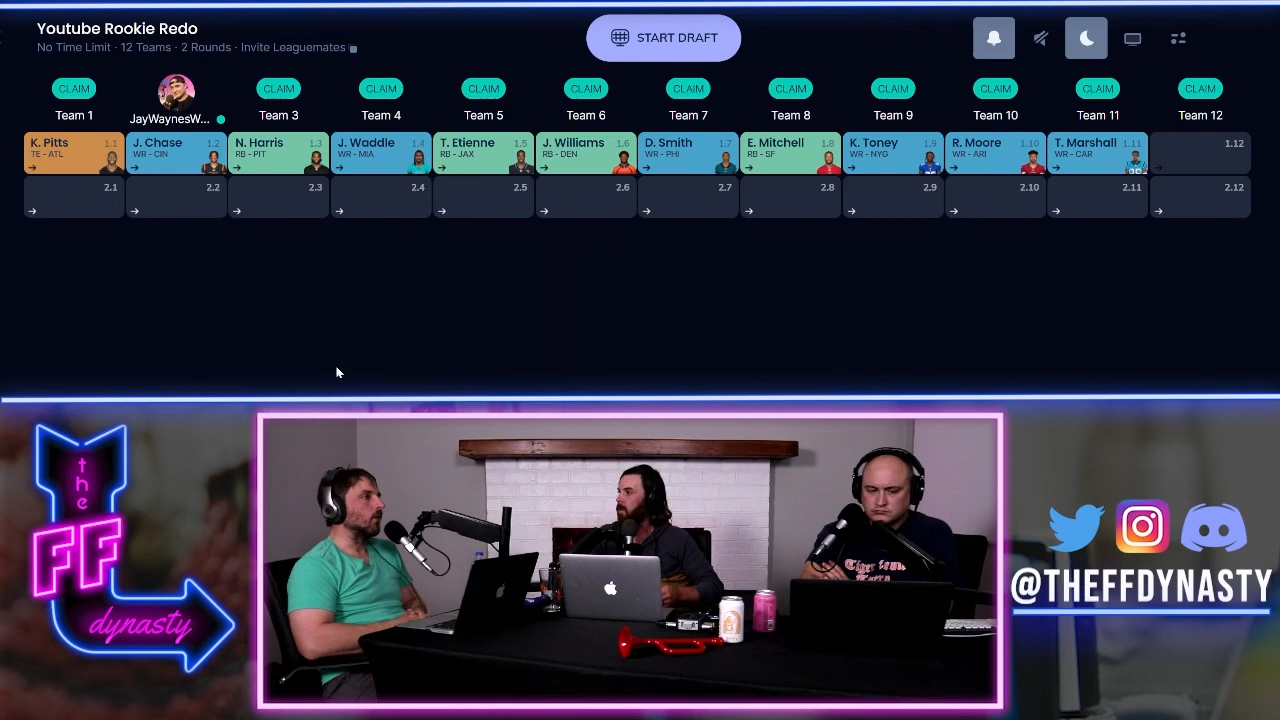 Youtube Rookie Redo
No Time Limit · 12 Teams · 2 Rounds · Invite Leaguemates
START DRAFT
CLAIM CLAIM CLAIM CLAIM CLAIM CLAIM CLAIM CLAIM CLAIM CLAIM CLAIM
Team 1 JayWaynesW... Team 3 Team 4 Team 5 Team 6 Team 7 Team 8 Team 9 Team 10 Team 11 Team 12
K. Pitts 1.1 J. Chase 1.2 N. Harris 1.3 J. Waddle 1.4 T. Etienne 1.5 J. Williams 1.6 D. Smith 1.7 E. Mitchell 1.8 K. Toney 1.9 R. Moore 1.10 T. Marshall 1.11 1.12
TE - ATL WR - CIN RB - PIT WR - MIA RB - JAX RB - DEN WR - PHI RB - SF WR - NYG WR - ARI WR - CAR
2.1 2.2 2.3 2.4 2.5 2.6 2.7 2.8 2.9 2.10 2.11 2.12
the
FF
dynasty
@THEFFDYNASTY